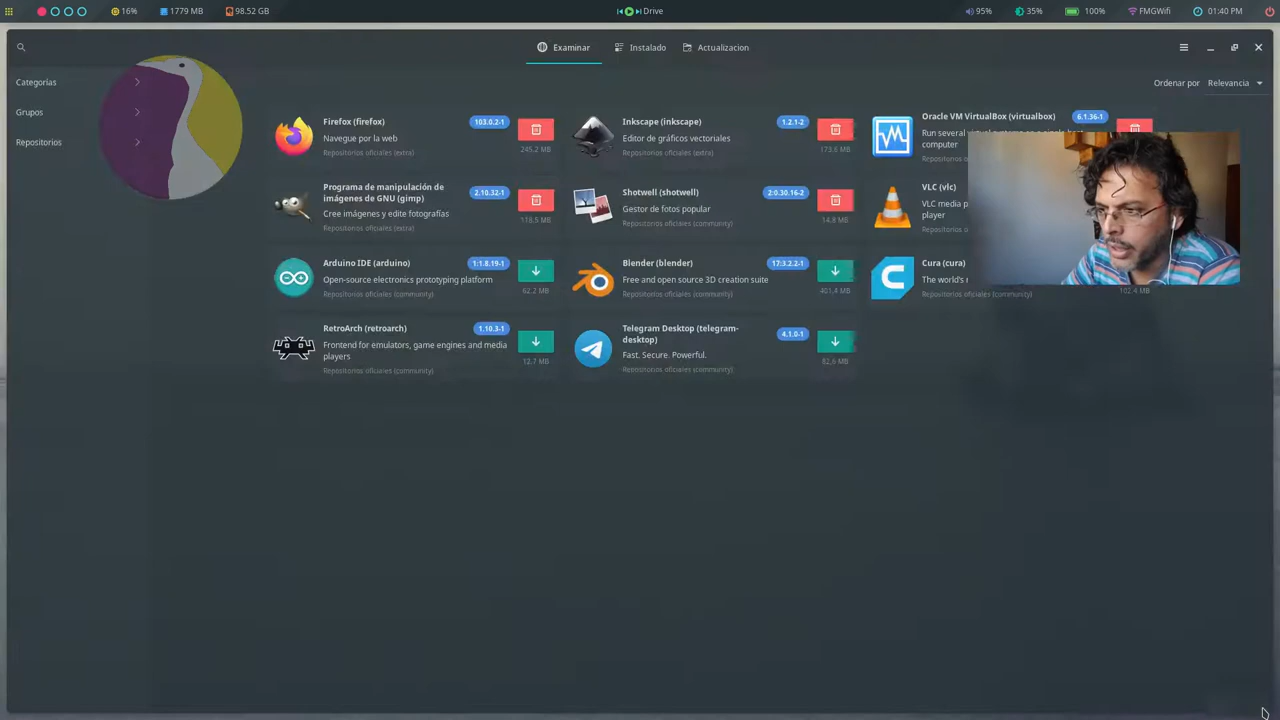 16% 1779 MB 98.52 GB Drive 95% 35% 100% FMGWifi 01:40 PM
Examinar Instalado Actualizacion
Categorías
Grupos
Repositorios
Ordenar por Relevancia
Firefox (firefox) 103.0.2-1
Navegue por la web
Repositorios oficiales (extra)
245.2 MB
Inkscape (inkscape) 1.2.1-2
Editor de gráficos vectoriales
Repositorios oficiales (extra)
173.6 MB
Oracle VM VirtualBox (virtualbox) 6.1.36-1
Run several virtual systems on a single host
computer
Repositorios
Programa de manipulación de
imágenes de GNU (gimp) 2.10.32-1
Cree imágenes y edite fotografías
Repositorios oficiales (extra)
118.5 MB
Shotwell (shotwell) 2:0.30.16-2
Gestor de fotos popular
Repositorios oficiales (community)
14.8 MB
VLC (vlc)
VLC media
player
Repositorios
Arduino IDE (arduino) 1:1.8.19-1
Open-source electronics prototyping platform
Repositorios oficiales (community)
62.2 MB
Blender (blender) 17:3.2.2-1
Free and open source 3D creation suite
Repositorios oficiales (community)
401.4 MB
Cura (cura)
The world's
Repositorios oficiales (community)
102.4 MB
RetroArch (retroarch) 1.10.3-1
Frontend for emulators, game engines and media
players
Repositorios oficiales (community)
12.7 MB
Telegram Desktop (telegram-
desktop) 4.1.0-1
Fast. Secure. Powerful.
Repositorios oficiales (community)
82.6 MB